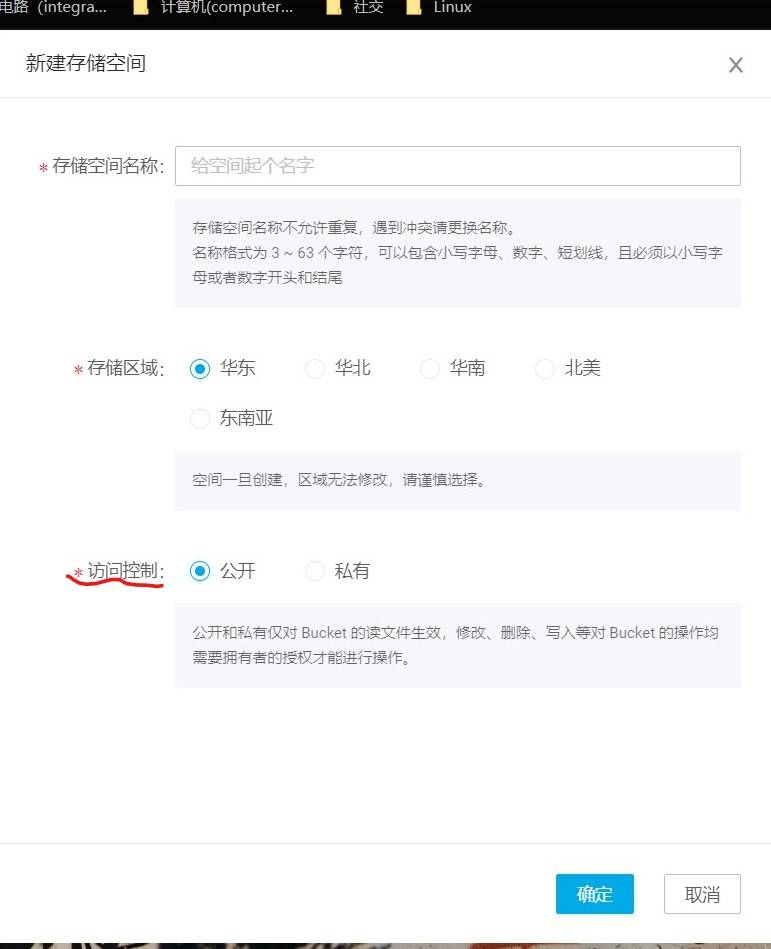 电路（integra...
计算机(computer...
社交
Linux
新建存储空间
* 存储空间名称:
给空间起个名字
存储空间名称不允许重复，遇到冲突请更换名称。
名称格式为 3 ~ 63 个字符，可以包含小写字母、数字、短划线，且必须以小写字
母或者数字开头和结尾
* 存储区域:
华东
华北
华南
北美
东南亚
空间一旦创建，区域无法修改，请谨慎选择。
* 访问控制:
公开
私有
公开和私有仅对 Bucket 的读文件生效，修改、删除、写入等对 Bucket 的操作均
需要拥有者的授权才能进行操作。
确定
取消